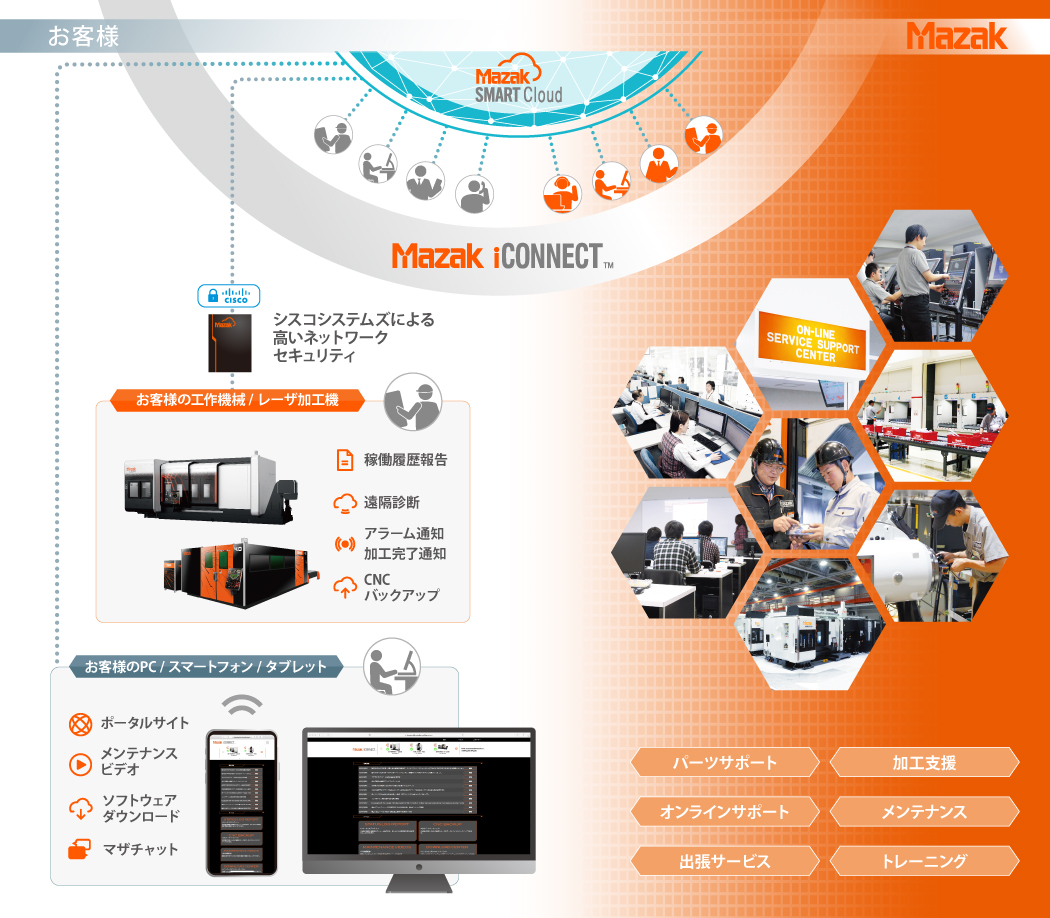 お客様
Mazak
Mazak
SMART Cloud
Mazak iCONNECT™
CISCO
Mazak
シスコシステムズによる
高いネットワーク
セキュリティ
お客様の工作機械 / レーザ加工機
稼働履歴報告
遠隔診断
アラーム通知
加工完了通知
CNC
バックアップ
お客様のPC / スマートフォン / タブレット
ポータルサイト
メンテナンス
ビデオ
ソフトウェア
ダウンロード
マザチャット
ON-LINE
SERVICE SUPPORT
CENTER
パーツサポート
加工支援
オンラインサポート
メンテナンス
出張サービス
トレーニング